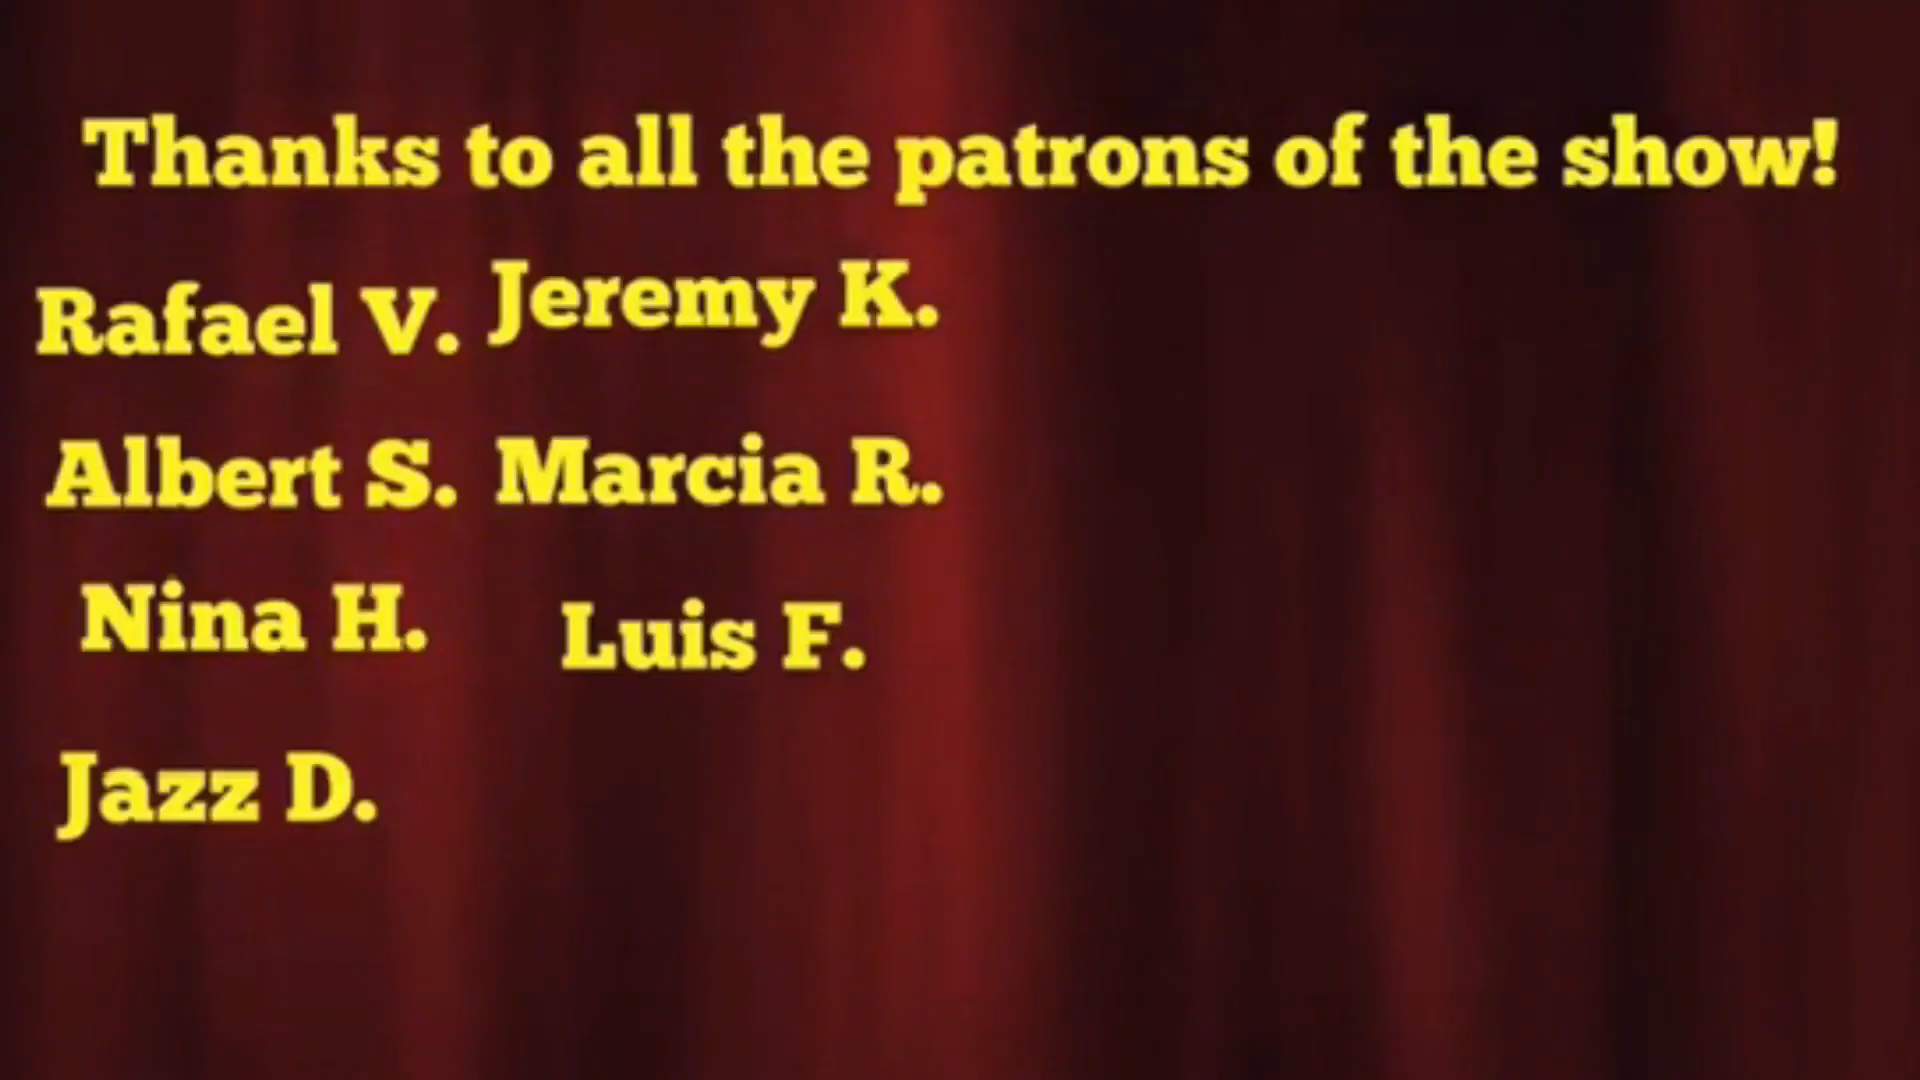 Thanks to all the patrons of the show!
Rafael V. Jeremy K.
Albert S. Marcia R.
Nina H. Luis F.
Jazz D.